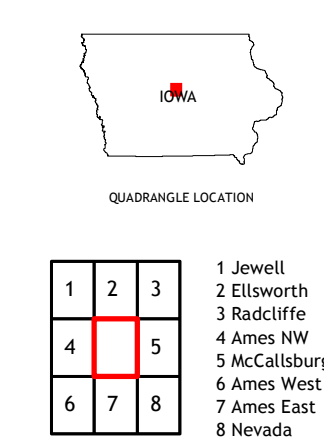 IOWA
QUADRANGLE LOCATION
1 2 3
4 5
6 7 8
1 Jewell
2 Ellsworth
3 Radcliffe
4 Ames NW
5 McCallsburg
6 Ames West
7 Ames East
8 Nevada